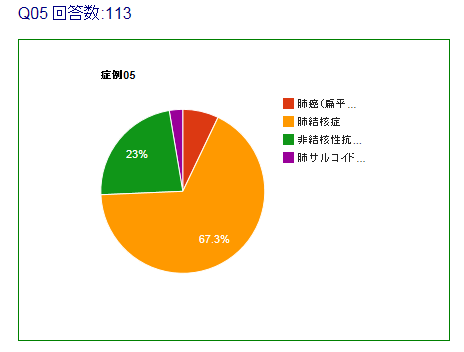 Q05 回答数:113
症例05
肺癌(扁平...
肺結核症
非結核性抗...
肺サルコイド...
23%
67.3%